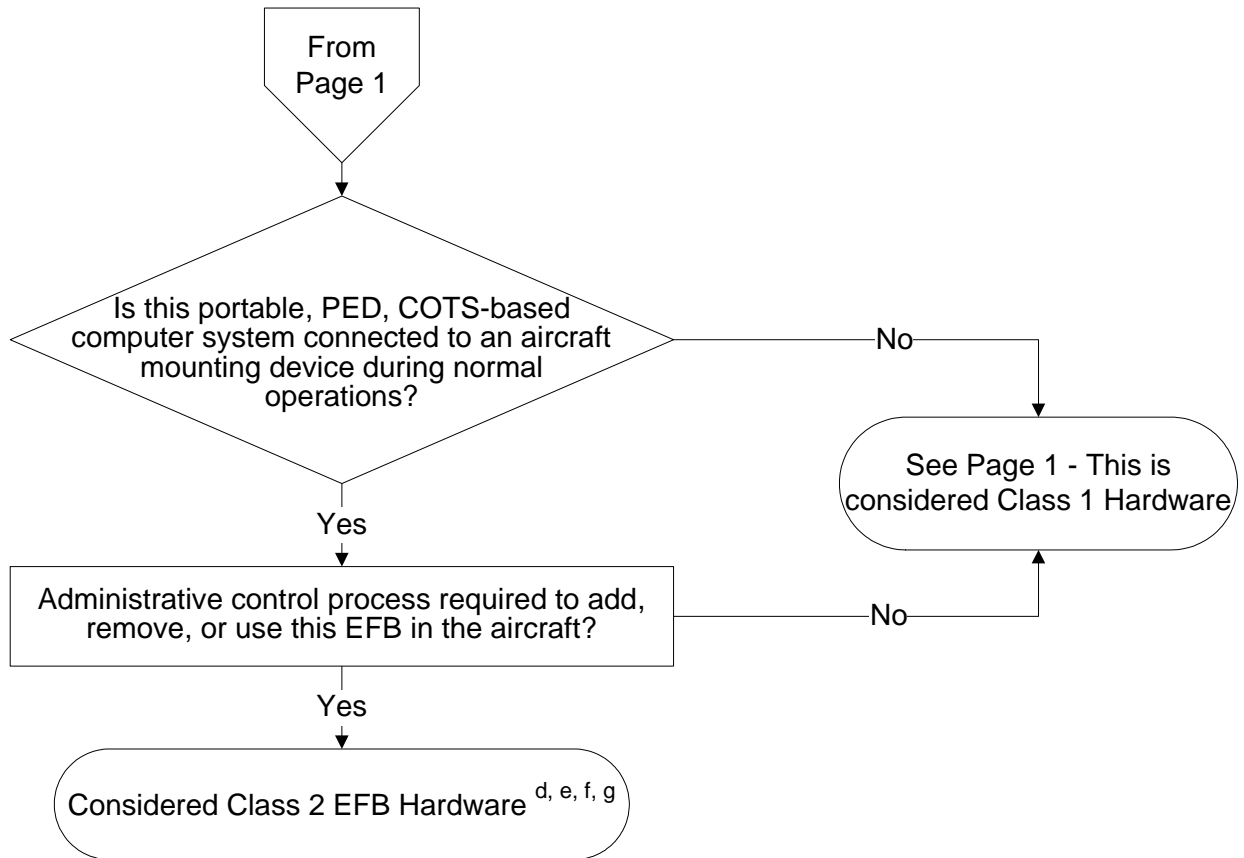 From
Page 1
Is this portable, PED, COTS-based
computer system connected to an aircraft
mounting device during normal
operations?
No
See Page 1 - This is
considered Class 1 Hardware
Yes
Administrative control process required to add,
remove, or use this EFB in the aircraft?
No
Yes
Considered Class 2 EFB Hardware d, e, f, g